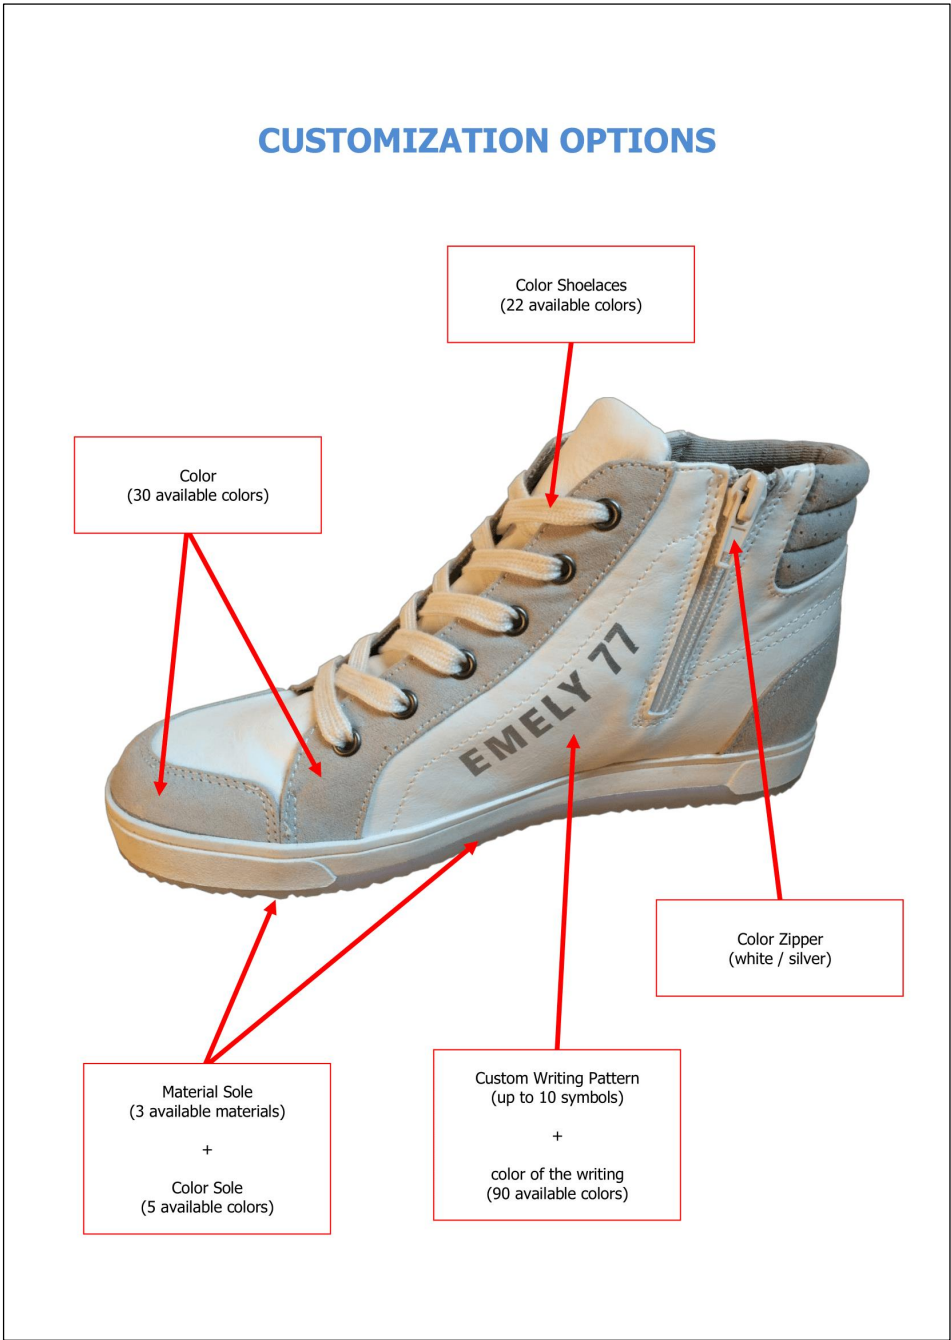 CUSTOMIZATION OPTIONS
Color Shoelaces
(22 available colors)
Color
(30 available colors)
EMELY 77
Color Zipper
(white / silver)
Material Sole
(3 available materials)
+
Color Sole
(5 available colors)
Custom Writing Pattern
(up to 10 symbols)
+
color of the writing
(90 available colors)